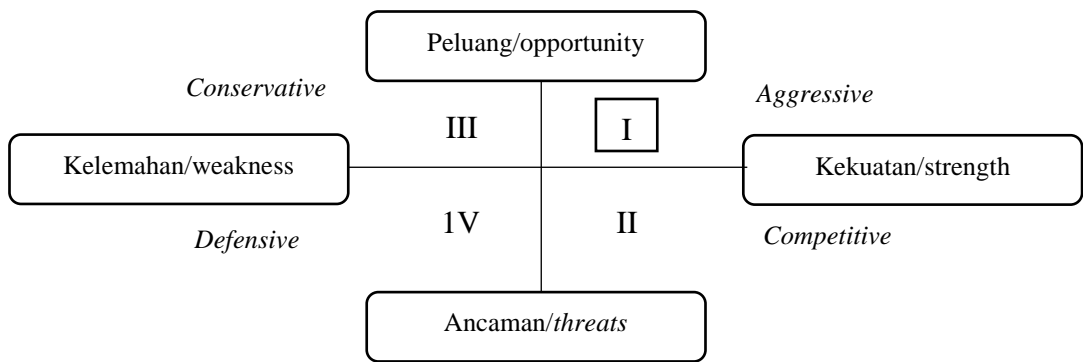 Peluang/opportunity
Conservative
Aggressive
III
I
Kelemahan/weakness
Kekuatan/strength
1V
II
Defensive
Competitive
Ancaman/threats